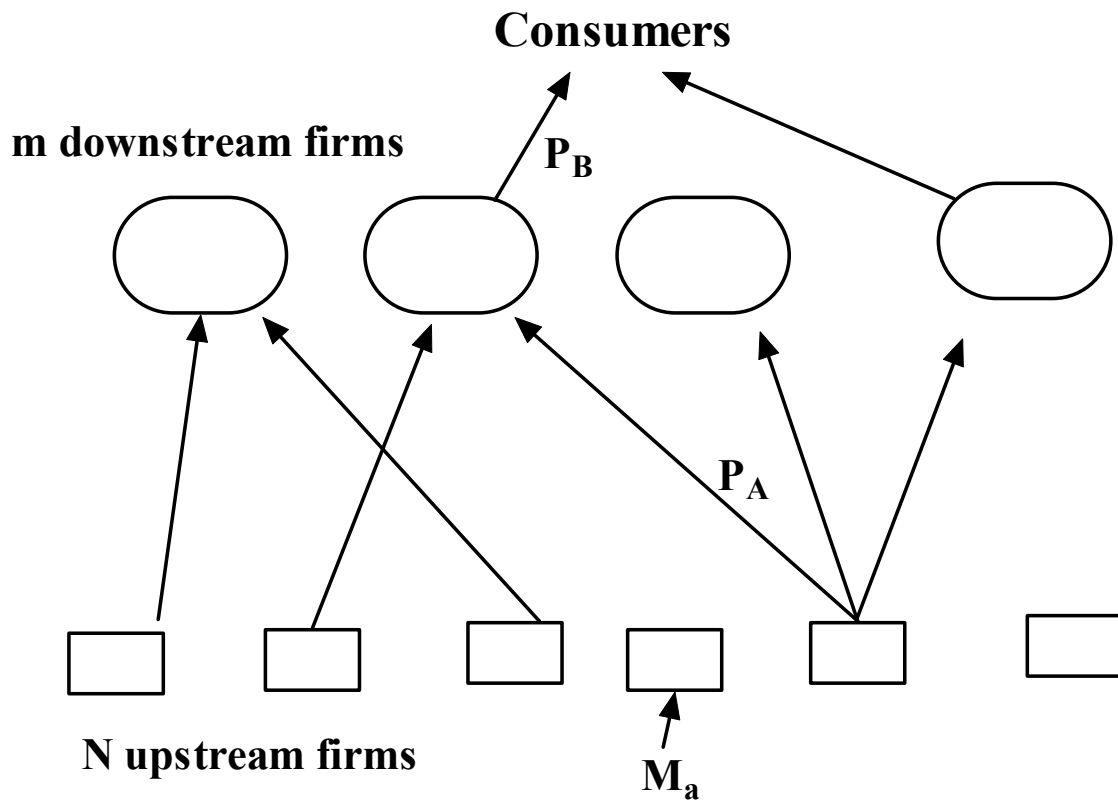 Consumers
m downstream firms
P_B
P_A
N upstream firms
M_a